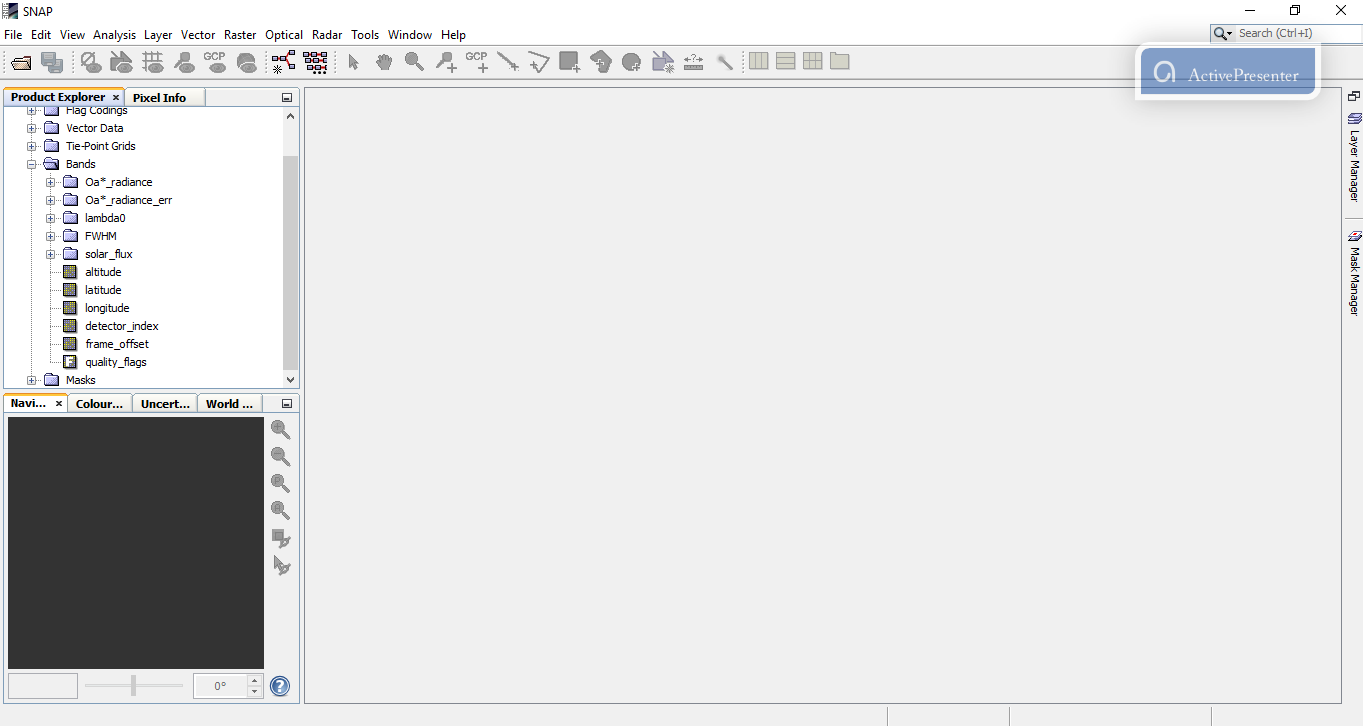 SNAP
File Edit View Analysis Layer Vector Raster Optical Radar Tools Window Help
Search (Ctrl+I)
GCP GCP
ActivePresenter
Product Explorer × Pixel Info
Flag Codings
Vector Data
Tie-Point Grids
Bands
Oa*_radiance
Oa*_radiance_err
lambda0
FWHM
solar_flux
altitude
latitude
longitude
detector_index
frame_offset
quality_flags
Masks
Navi... × Colour... Uncert... World ...
0°
Layer Manager
Mask Manager